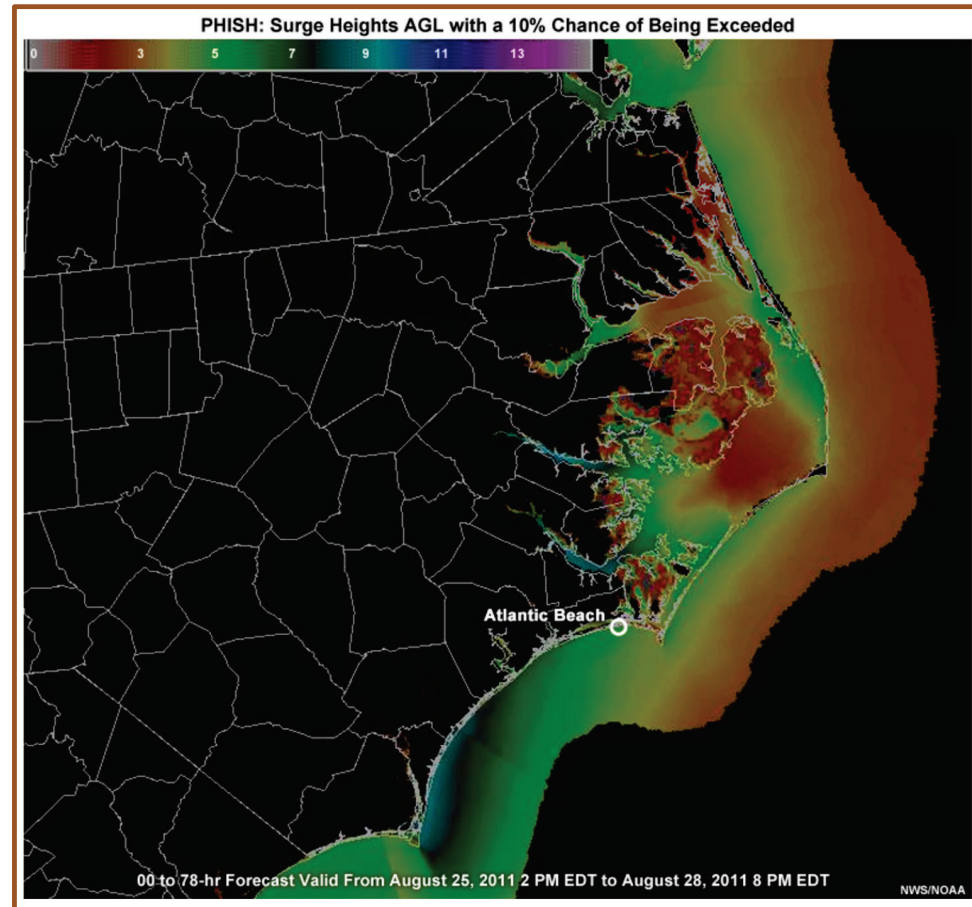 PHISH: Surge Heights AGL with a 10% Chance of Being Exceeded
0 3 5 7 9 11 13
Atlantic Beach
00 to 78-hr Forecast Valid From August 25, 2011 2 PM EDT to August 28, 2011 8 PM EDT
NWS/NOAA